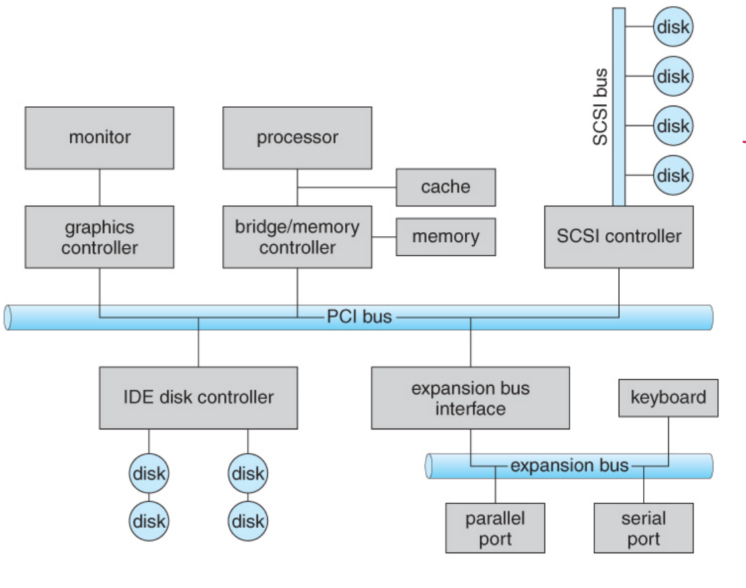 disk
disk
disk
disk
SCSI bus
monitor
processor
cache
graphics
controller
bridge/memory
controller
memory
SCSI controller
PCI bus
IDE disk controller
expansion bus
interface
keyboard
disk
disk
disk
disk
expansion bus
parallel
port
serial
port